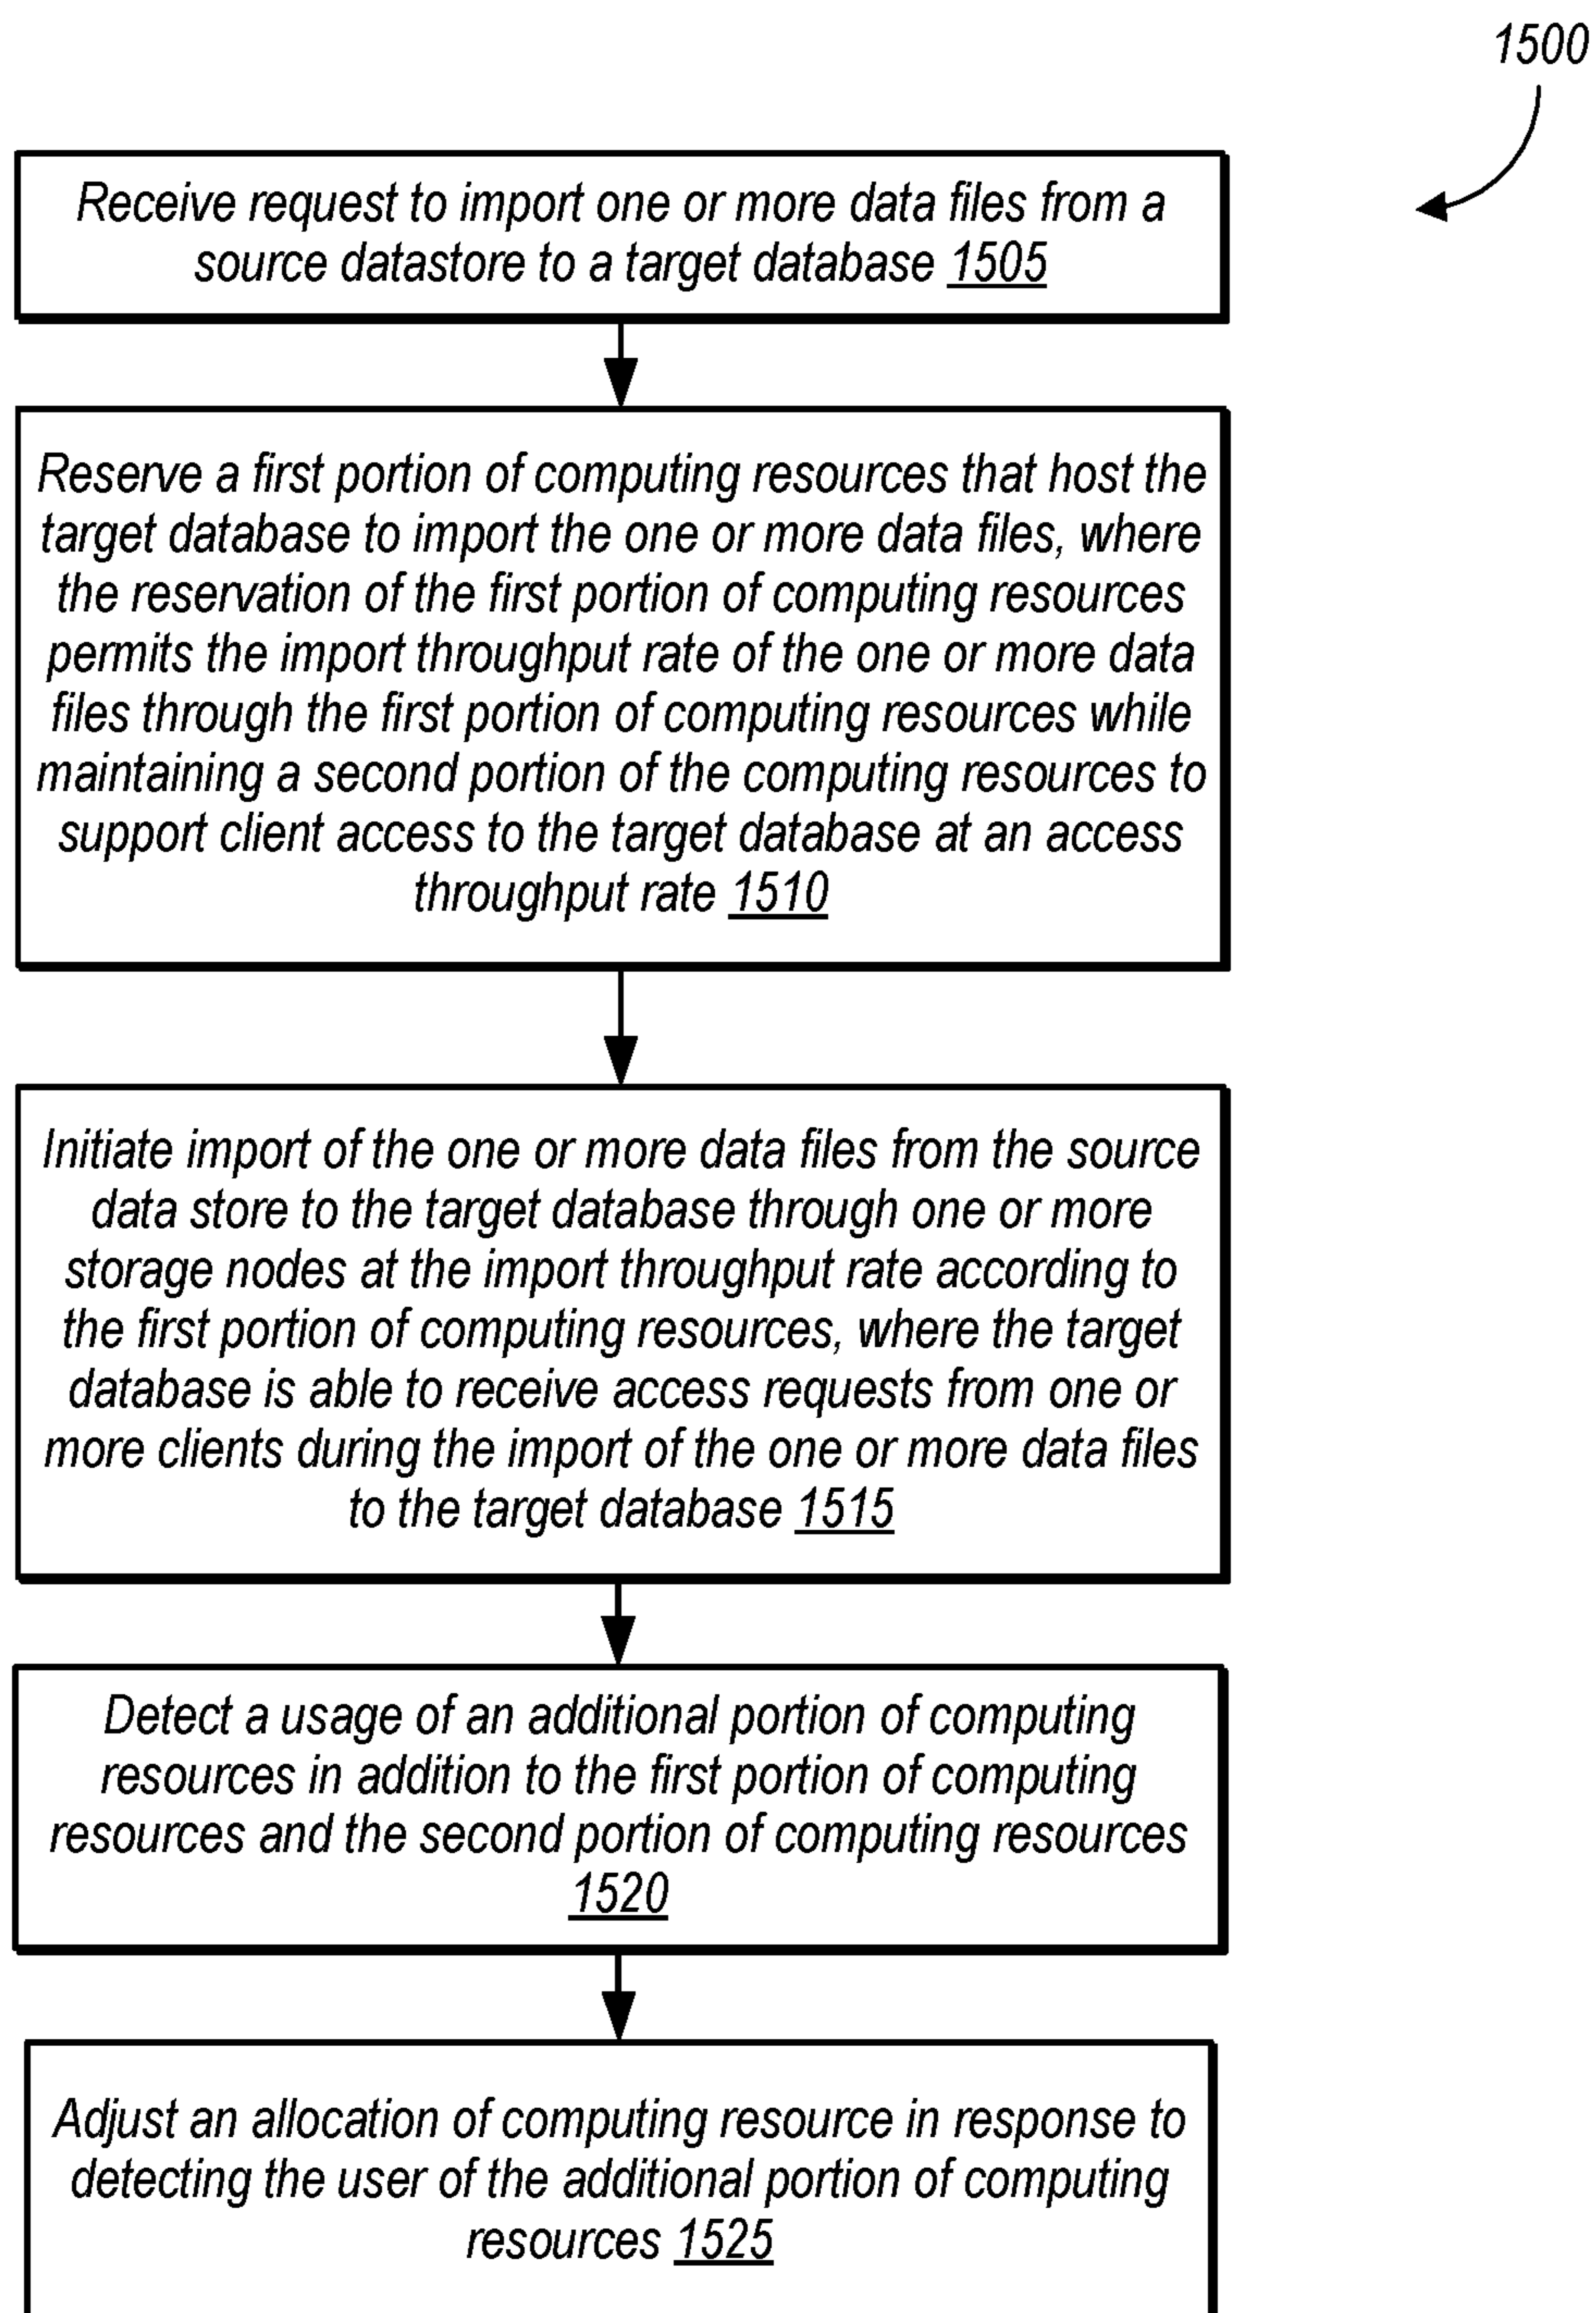 1500
Receive request to import one or more data files from a
source datastore to a target database 1505
Reserve a first portion of computing resources that host the
target database to import the one or more data files, where
the reservation of the first portion of computing resources
permits the import throughput rate of the one or more data
files through the first portion of computing resources while
maintaining a second portion of the computing resources to
support client access to the target database at an access
throughput rate 1510
Initiate import of the one or more data files from the source
data store to the target database through one or more
storage nodes at the import throughput rate according to
the first portion of computing resources, where the target
database is able to receive access requests from one or
more clients during the import of the one or more data files
to the target database 1515
Detect a usage of an additional portion of computing
resources in addition to the first portion of computing
resources and the second portion of computing resources
1520
Adjust an allocation of computing resource in response to
detecting the user of the additional portion of computing
resources 1525